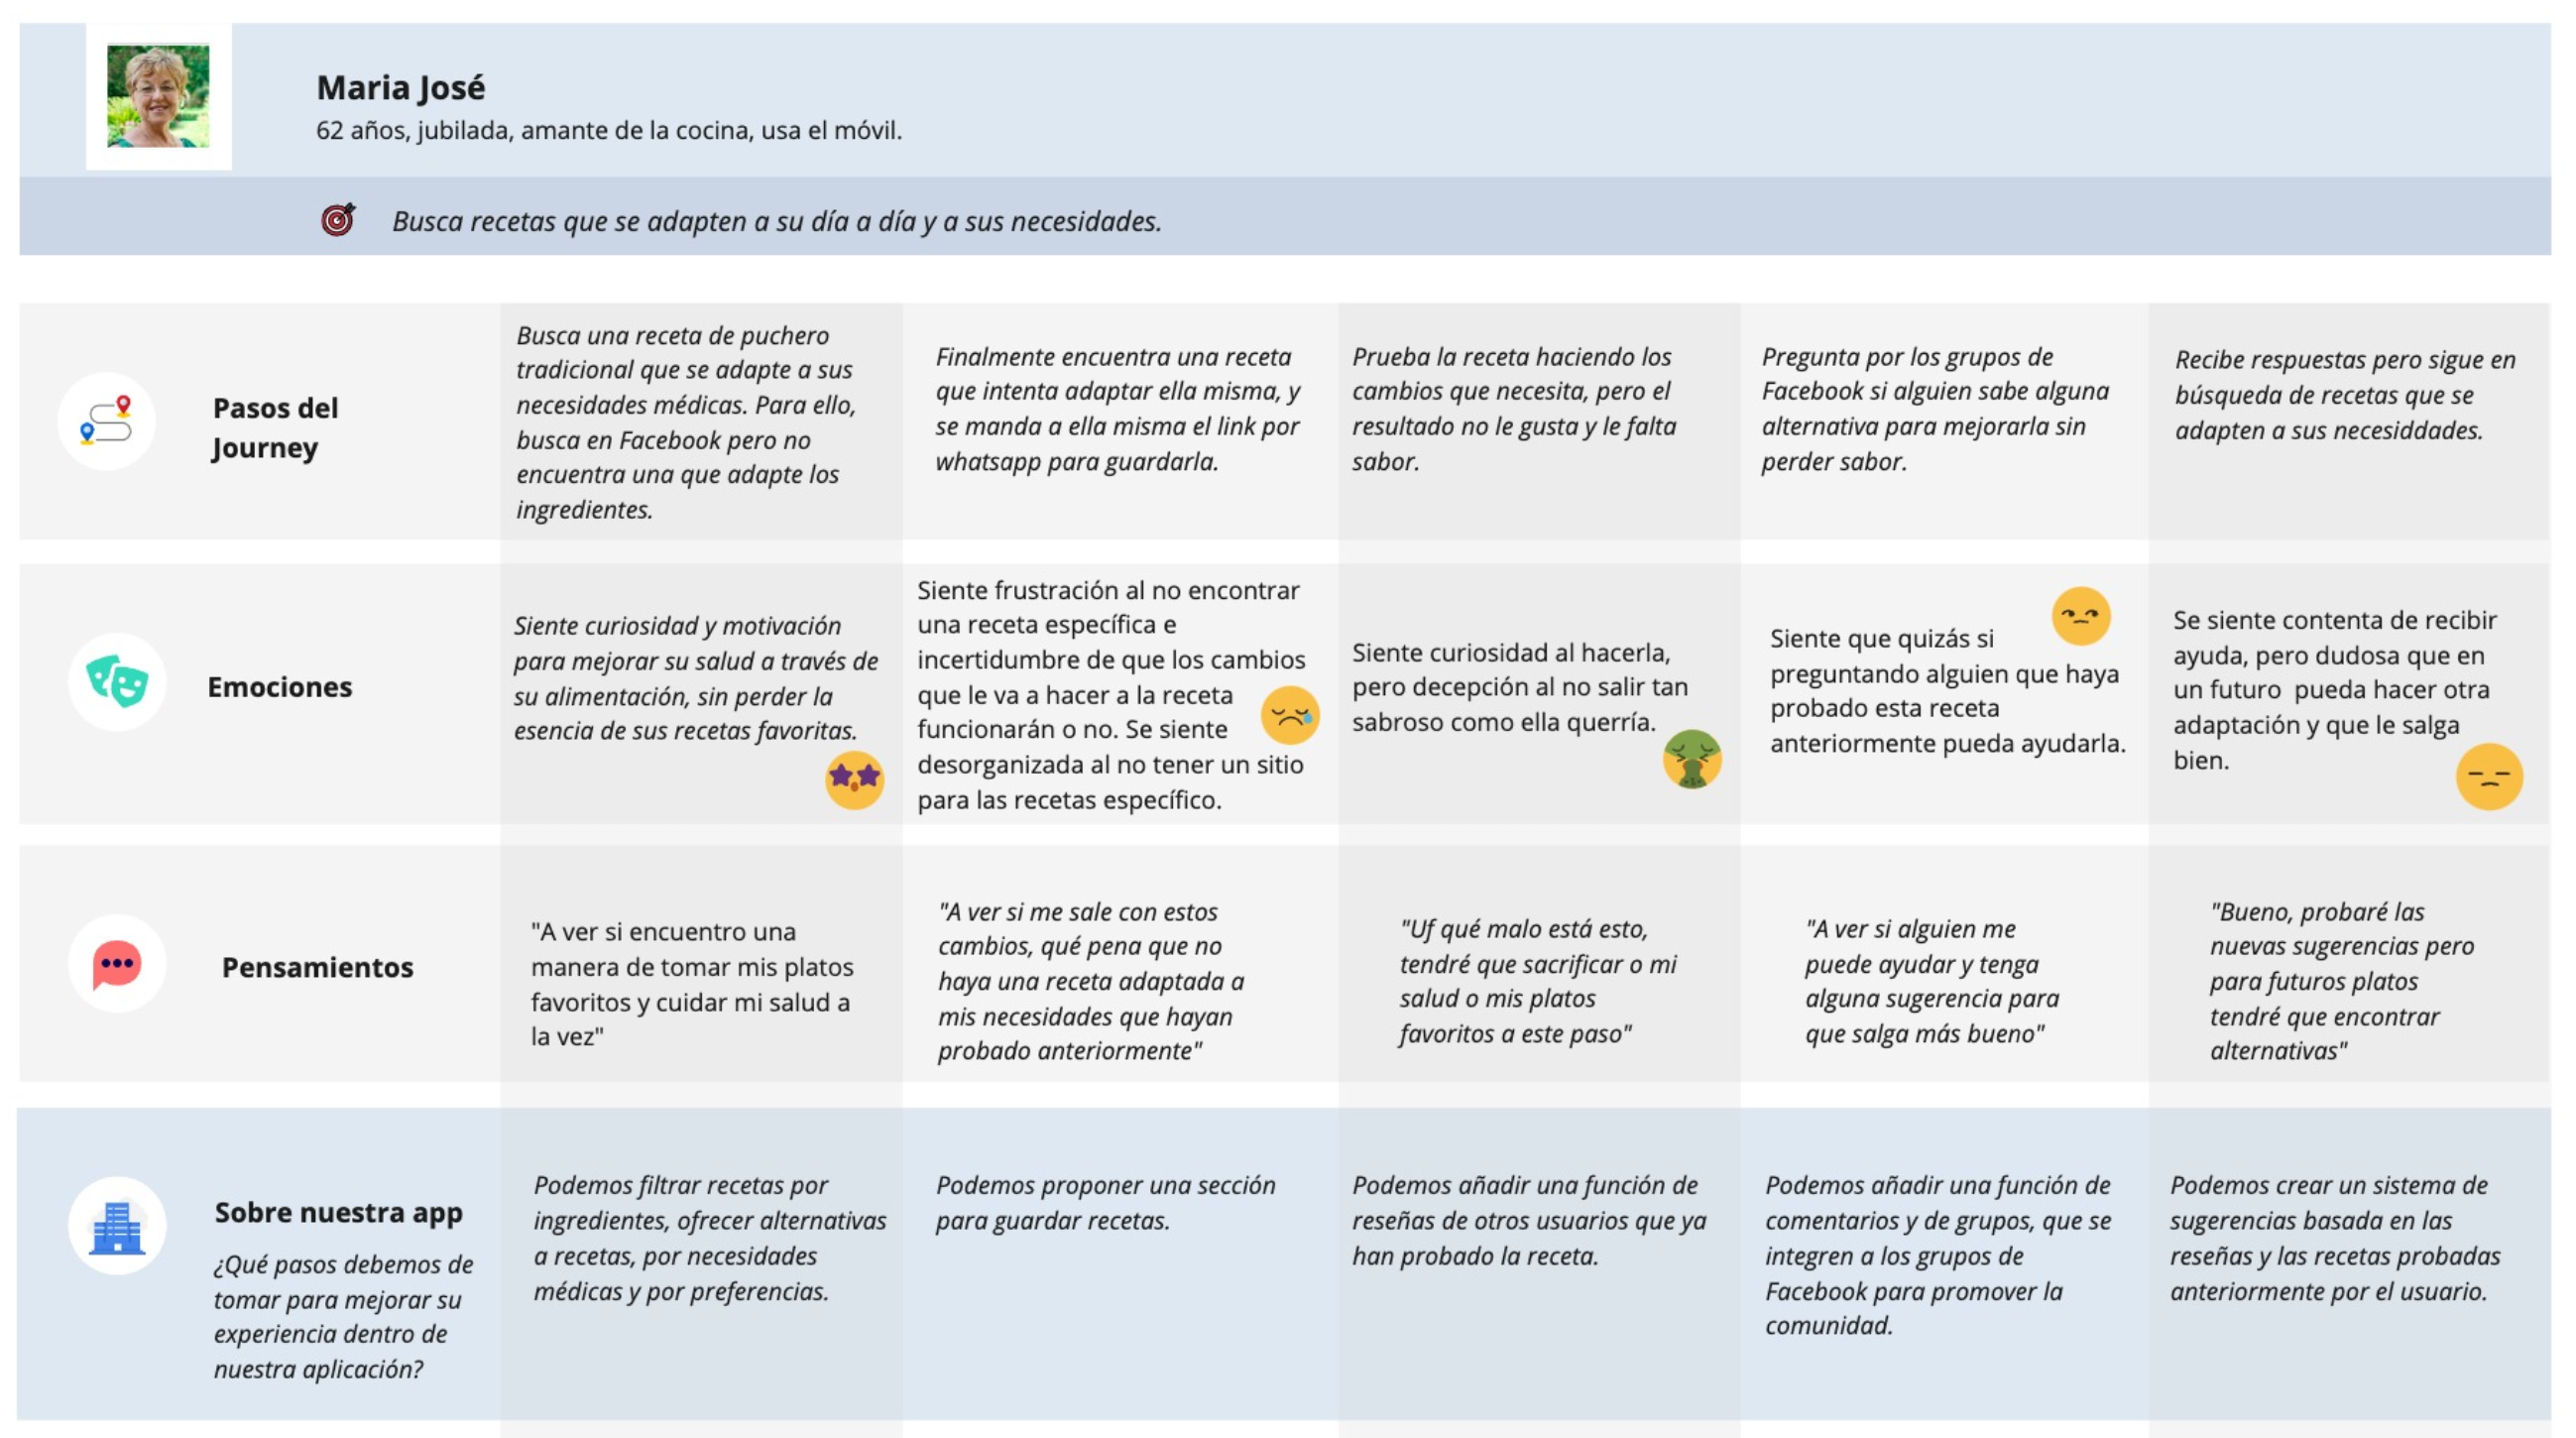 Maria José
62 años, jubilada, amante de la cocina, usa el móvil.
Busca recetas que se adapten a su día a día y a sus necesidades.
Pasos del
Journey
Busca una receta de puchero
tradicional que se adapte a sus
necesidades médicas. Para ello,
busca en Facebook pero no
encuentra una que adapte los
ingredientes.
Finalmente encuentra una receta
que intenta adaptar ella misma, y
se manda a ella misma el link por
whatsapp para guardarla.
Prueba la receta haciendo los
cambios que necesita, pero el
resultado no le gusta y le falta
sabor.
Pregunta por los grupos de
Facebook si alguien sabe alguna
alternativa para mejorarla sin
perder sabor.
Recibe respuestas pero sigue en
búsqueda de recetas que se
adapten a sus necesiddades.
Emociones
Siente curiosidad y motivación
para mejorar su salud a través de
su alimentación, sin perder la
esencia de sus recetas favoritas.
Siente frustración al no encontrar
una receta específica e
incertidumbre de que los cambios
que le va a hacer a la receta
funcionarán o no. Se siente
desorganizada al no tener un sitio
para las recetas específico.
Siente curiosidad al hacerla,
pero decepción al no salir tan
sabroso como ella querría.
Siente que quizás si
preguntando alguien que haya
probado esta receta
anteriormente pueda ayudarla.
Se siente contenta de recibir
ayuda, pero dudosa que en
un futuro pueda hacer otra
adaptación y que le salga
bien.
Pensamientos
"A ver si encuentro una
manera de tomar mis platos
favoritos y cuidar mi salud a
la vez"
"A ver si me sale con estos
cambios, qué pena que no
haya una receta adaptada a
mis necesidades que hayan
probado anteriormente"
"Uf qué malo está esto,
tendré que sacrificar o mi
salud o mis platos
favoritos a este paso"
"A ver si alguien me
puede ayudar y tenga
alguna sugerencia para
que salga más bueno"
"Bueno, probaré las
nuevas sugerencias pero
para futuros platos
tendré que encontrar
alternativas"
Sobre nuestra app
¿Qué pasos debemos de
tomar para mejorar su
experiencia dentro de
nuestra aplicación?
Podemos filtrar recetas por
ingredientes, ofrecer alternativas
a recetas, por necesidades
médicas y por preferencias.
Podemos proponer una sección
para guardar recetas.
Podemos añadir una función de
reseñas de otros usuarios que ya
han probado la receta.
Podemos añadir una función de
comentarios y de grupos, que se
integren a los grupos de
Facebook para promover la
comunidad.
Podemos crear un sistema de
sugerencias basada en las
reseñas y las recetas probadas
anteriormente por el usuario.